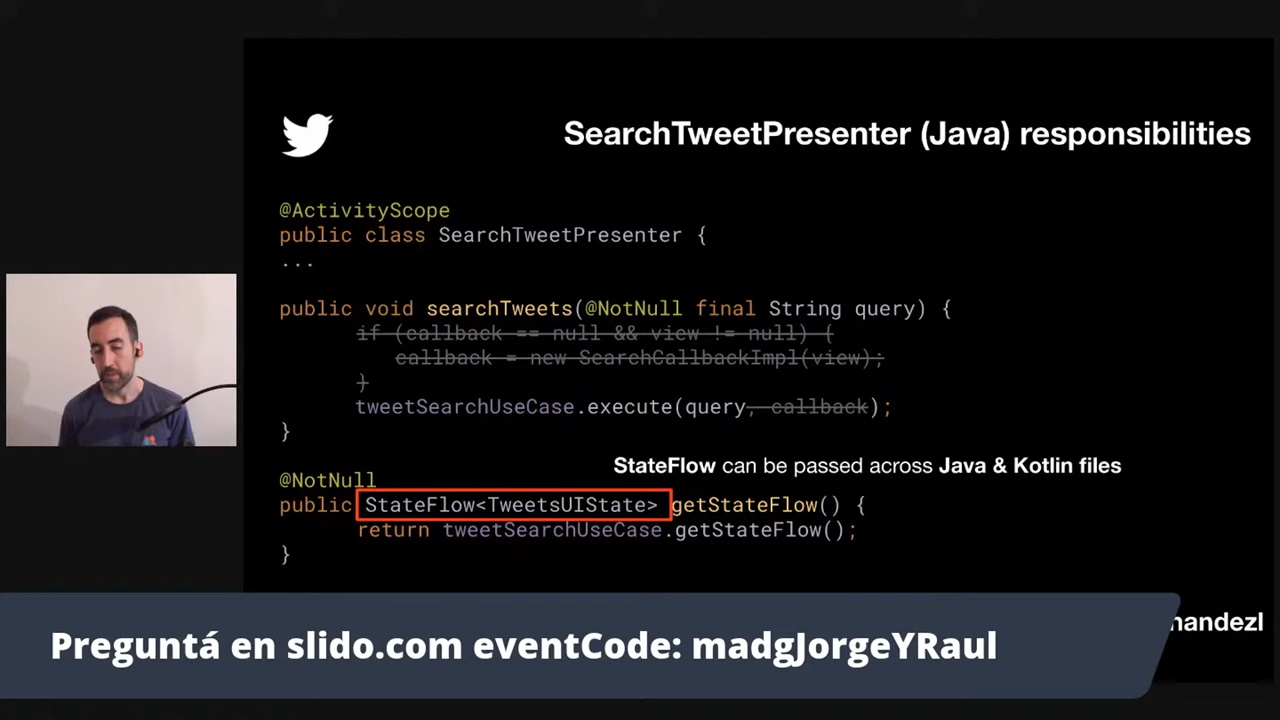 SearchTweetPresenter (Java) responsibilities
@ActivityScope
public class SearchTweetPresenter {
...
public void searchTweets(@NotNull final String query) {
if (callback == null && view != null) {
callback = new SearchCallbackImpl(view);
}
tweetSearchUseCase.execute(query, callback);
}
StateFlow can be passed across Java & Kotlin files
@NotNull
public StateFlow<TweetsUIState> getStateFlow() {
return tweetSearchUseCase.getStateFlow();
}
nandezl
Preguntá en slido.com eventCode: madgJorgeYRaul